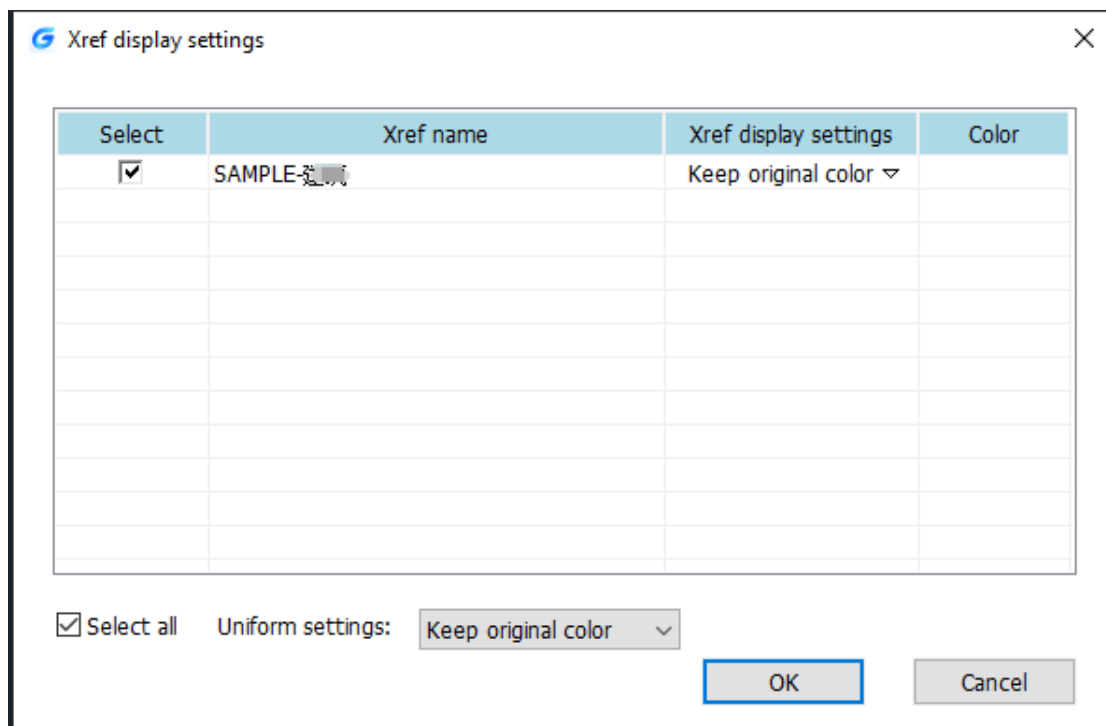 Xref display settings
Select Xref name Xref display settings Color
SAMPLE- Keep original color
Select all Uniform settings: Keep original color
OK Cancel